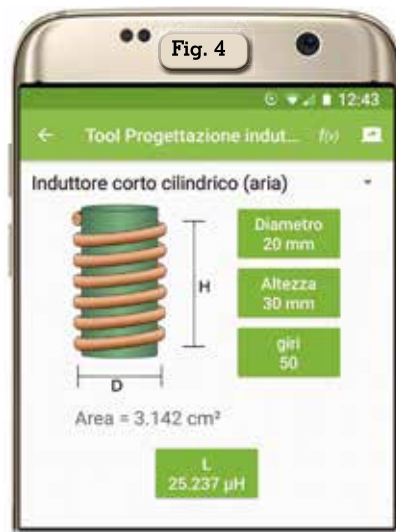 Fig. 4
12:43
Tool Progettazione indut... f(x)
Induttore corto cilindrico (aria)
Diametro
20 mm
H
Altezza
30 mm
giri
50
D
Area = 3.142 cm²
L
25.237 µH